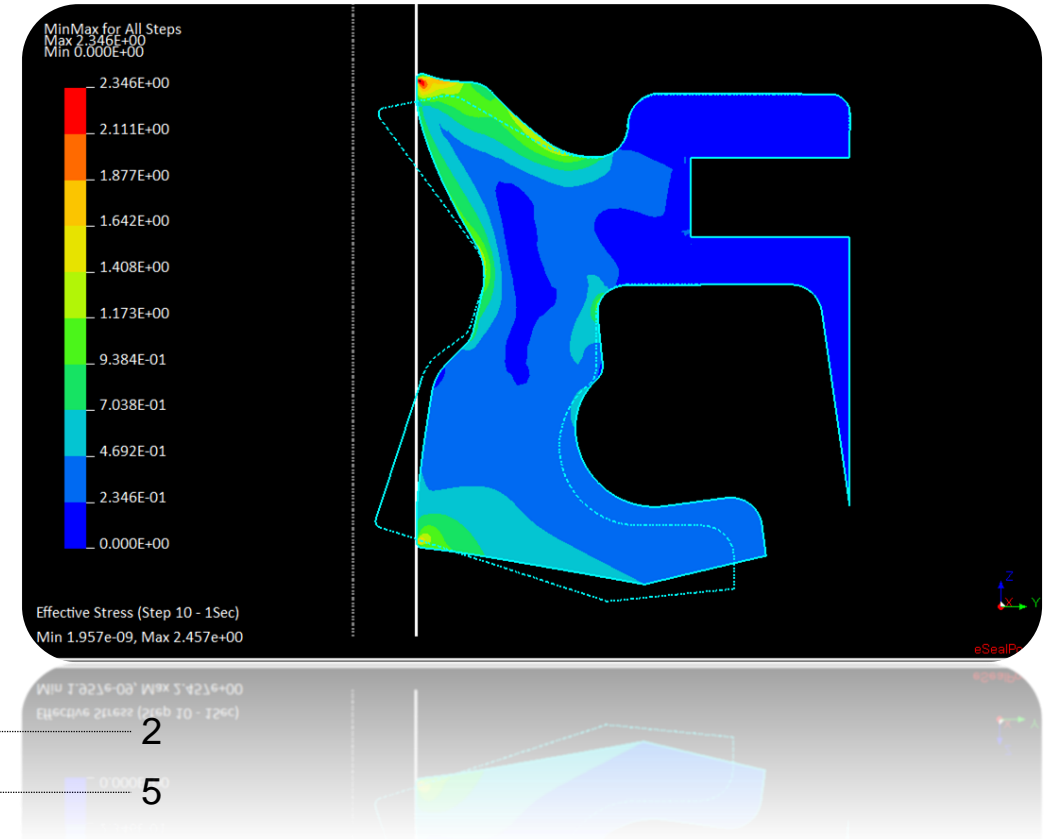 MinMax for All Steps
Max 2.346E+00
Min 0.000E+00
2.346E+00
2.111E+00
1.877E+00
1.642E+00
1.408E+00
1.173E+00
9.384E-01
7.038E-01
4.692E-01
2.346E-01
0.000E+00
Effective Stress (Step 10 - 1Sec)
Min 1.957e-09, Max 2.457e+00
Z
X
Y
2
5